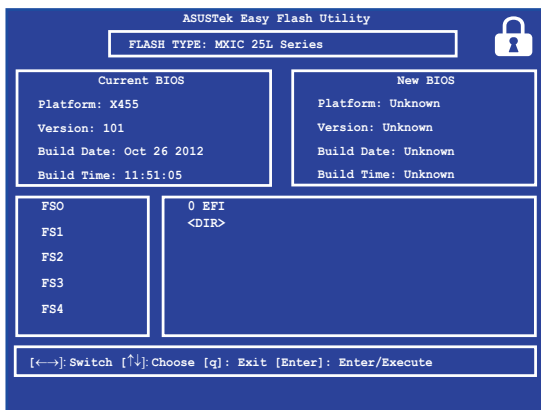 ASUSTek Easy Flash Utility
FLASH TYPE: MXIC 25L Series
Current BIOS
Platform: X455
Version: 101
Build Date: Oct 26 2012
Build Time: 11:51:05
New BIOS
Platform: Unknown
Version: Unknown
Build Date: Unknown
Build Time: Unknown
FSO
FS1
FS2
FS3
FS4
0 EFI
<DIR>
[←→]: Switch [↑↓]: Choose [q]: Exit [Enter]: Enter/Execute